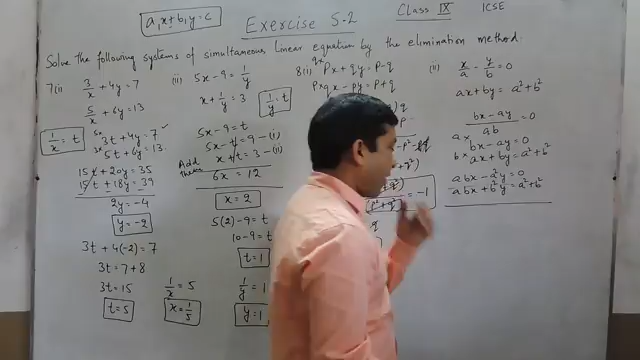 a₁x ± b₁y = c
Exercise 5.2
Class IX
ICSE
Solve the following systems of simultaneous linear equation by the elimination method:
7(i) 3/x + 4y = 7
5/x + 6y = 13
1/x = t
5x 3t + 4y = 7 ✓
3x 5t + 6y = 13
15t + 20y = 35
15t + 18y = 39
2y = -4
y = -2
3t + 4(-2) = 7
3t = 7 + 8
3t = 15
t = 5
1/x = 5
x = 1/5
(ii) 5x - 9 = 1/y
x + 1/y = 3
1/y = t
5x - 9 = t
5x - t = 9 - (i)
x + t = 3 - (ii)
Add them
6x = 12
x = 2
5(2) - 9 = t
10 - 9 = t
t = 1
1/y = 1
y = 1
8(i) px + qy = p - q
qx - py = p + q
= -1
(ii) x/a - y/b = 0
ax + by = a² + b²
bx - ay / ab = 0
a× bx - ay = 0
b× ax + by = a² + b²
abx - a²y = 0
abx + b²y = a² + b²